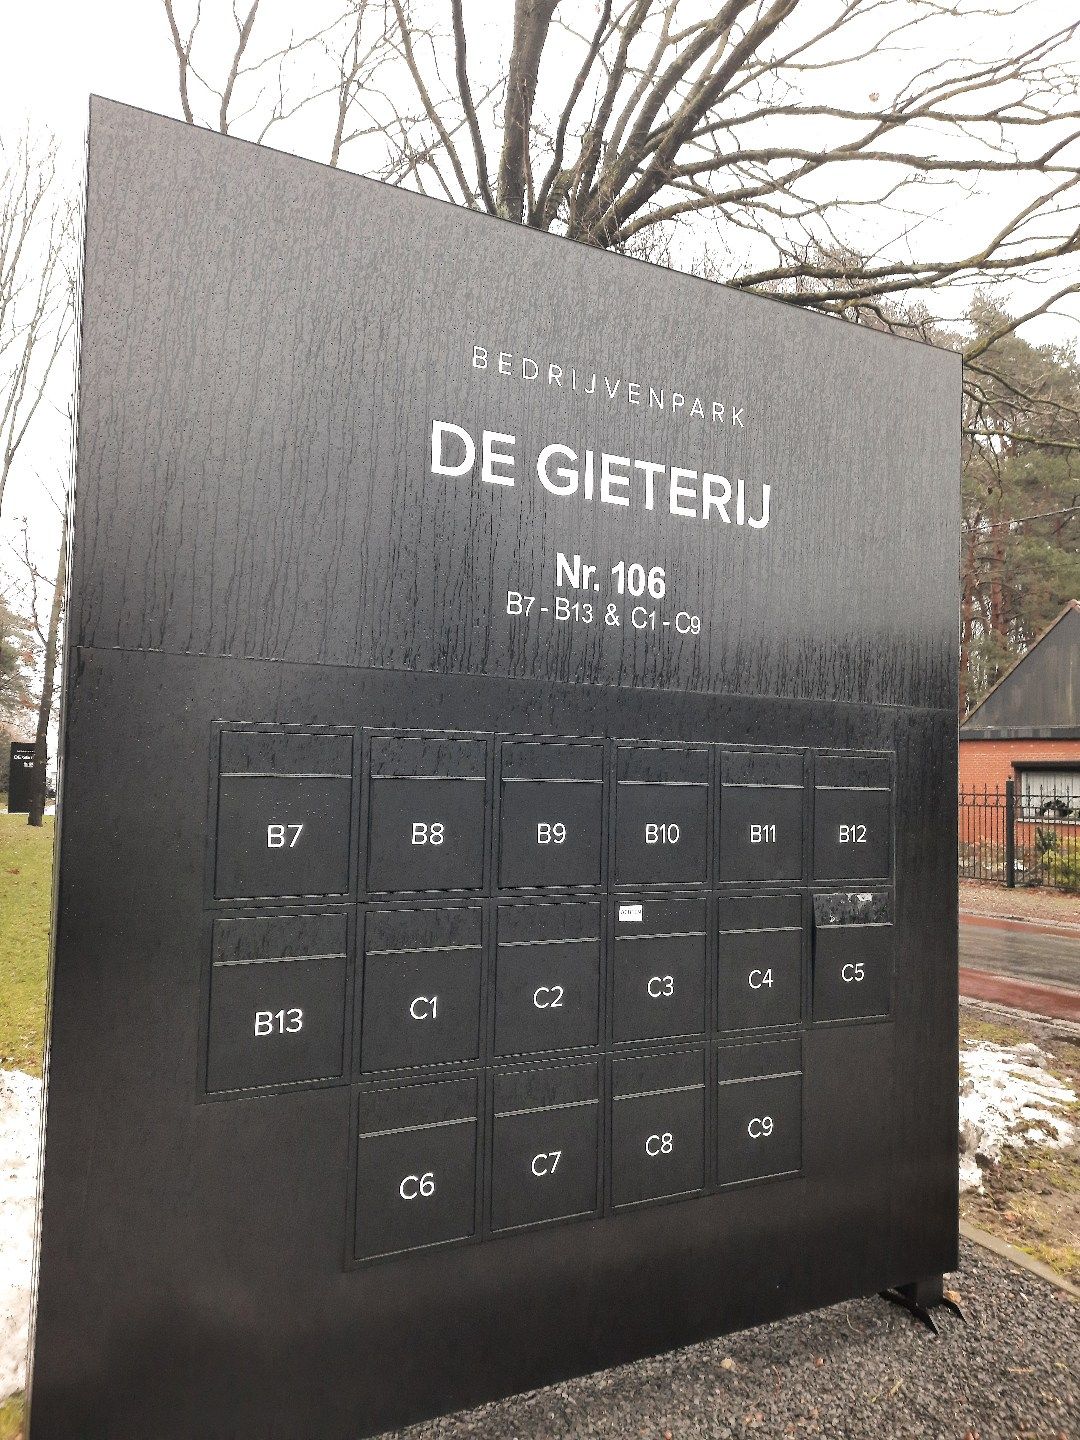 BEDRIJVENPARK
DE GIETERIJ
Nr. 106
B7 - B13 & C1 - C9
B7 B8 B9 B10 B11 B12
B13 C1 C2 C3 C4 C5
C6 C7 C8 C9